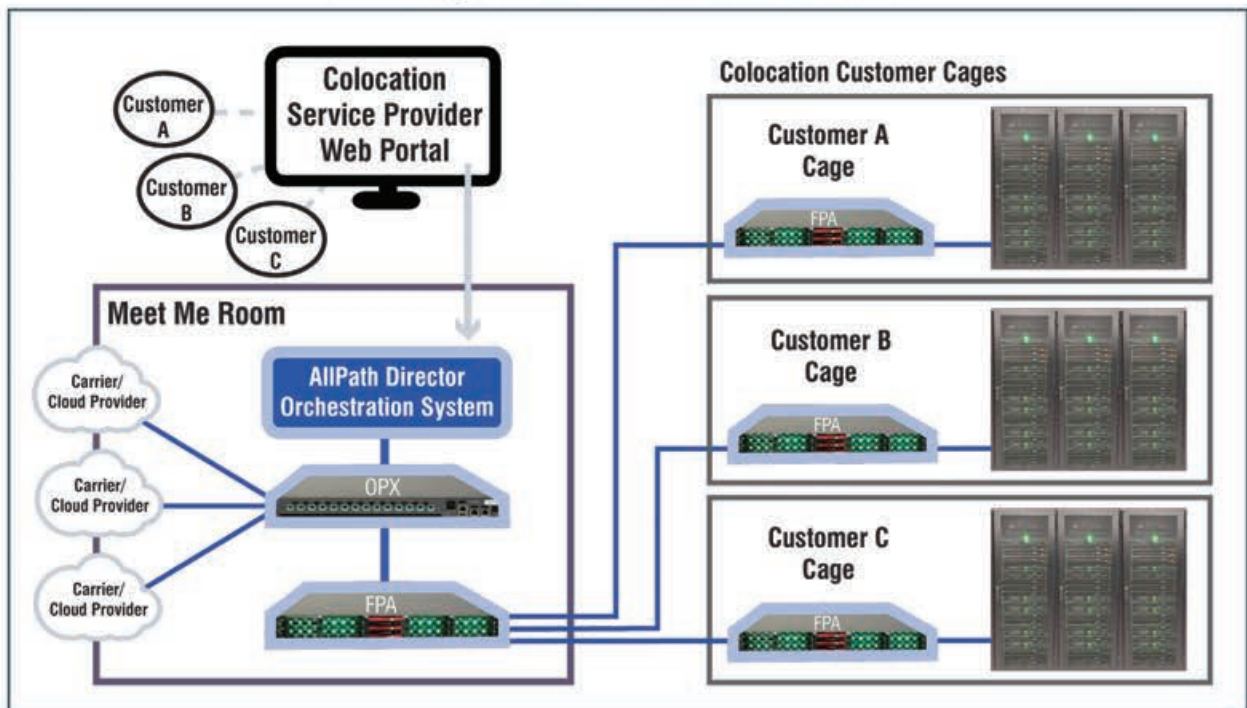 Colocation
Service Provider
Web Portal
Customer
A
Customer
B
Customer
C
Meet Me Room
AllPath Director
Orchestration System
Carrier/
Cloud Provider
Carrier/
Cloud Provider
Carrier/
Cloud Provider
OPX
FPA
Colocation Customer Cages
Customer A
Cage
FPA
Customer B
Cage
FPA
Customer C
Cage
FPA